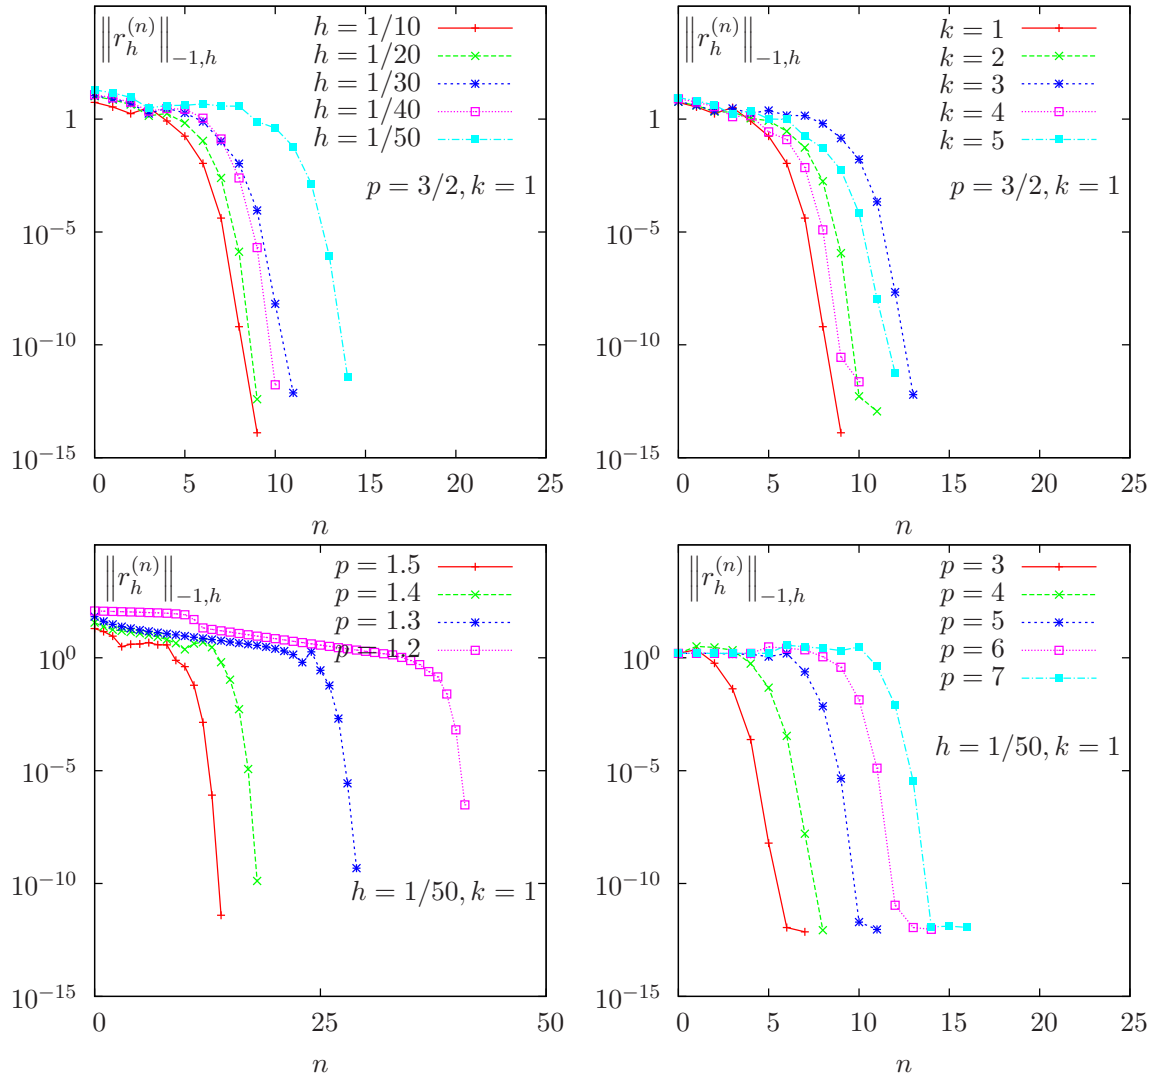 ‖r_h^{(n)}‖_{-1,h}
h = 1/10
h = 1/20
h = 1/30
h = 1/40
h = 1/50
p = 3/2, k = 1
1
10^{-5}
10^{-10}
10^{-15}
0 5 10 15 20 25
n
‖r_h^{(n)}‖_{-1,h}
k = 1
k = 2
k = 3
k = 4
k = 5
p = 3/2, k = 1
1
10^{-5}
10^{-10}
10^{-15}
0 5 10 15 20 25
n
‖r_h^{(n)}‖_{-1,h}
p = 1.5
p = 1.4
p = 1.3
p = 1.2
h = 1/50, k = 1
10^{0}
10^{-5}
10^{-10}
10^{-15}
0 25 50
n
‖r_h^{(n)}‖_{-1,h}
p = 3
p = 4
p = 5
p = 6
p = 7
h = 1/50, k = 1
10^{0}
10^{-5}
10^{-10}
10^{-15}
0 5 10 15 20 25
n